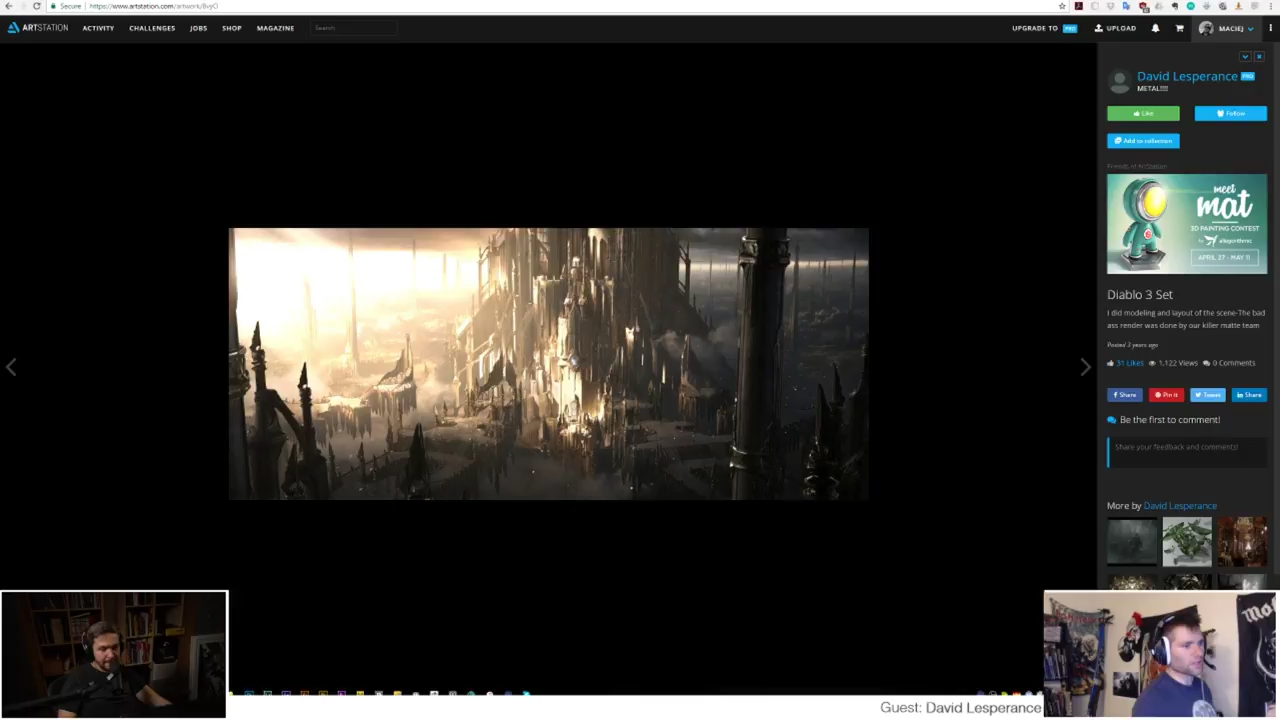 Secure https://www.artstation.com/artwork/8vyO
ARTSTATION ACTIVITY CHALLENGES JOBS SHOP MAGAZINE Search UPGRADE TO PRO UPLOAD MACIEJ
David Lesperance PRO
METAL!!!!
Like Follow
Add to collection
Friends of ArtStation
meet
mat
3D PAINTING CONTEST
by allegorithmic
APRIL 27 - MAY 11
Diablo 3 Set
I did modeling and layout of the scene-The bad
ass render was done by our killer matte team
Posted 3 years ago
31 Likes 1,122 Views 0 Comments
Share Pin it Tweet Share
Be the first to comment!
Share your feedback and comments!
More by David Lesperance
Guest: David Lesperance